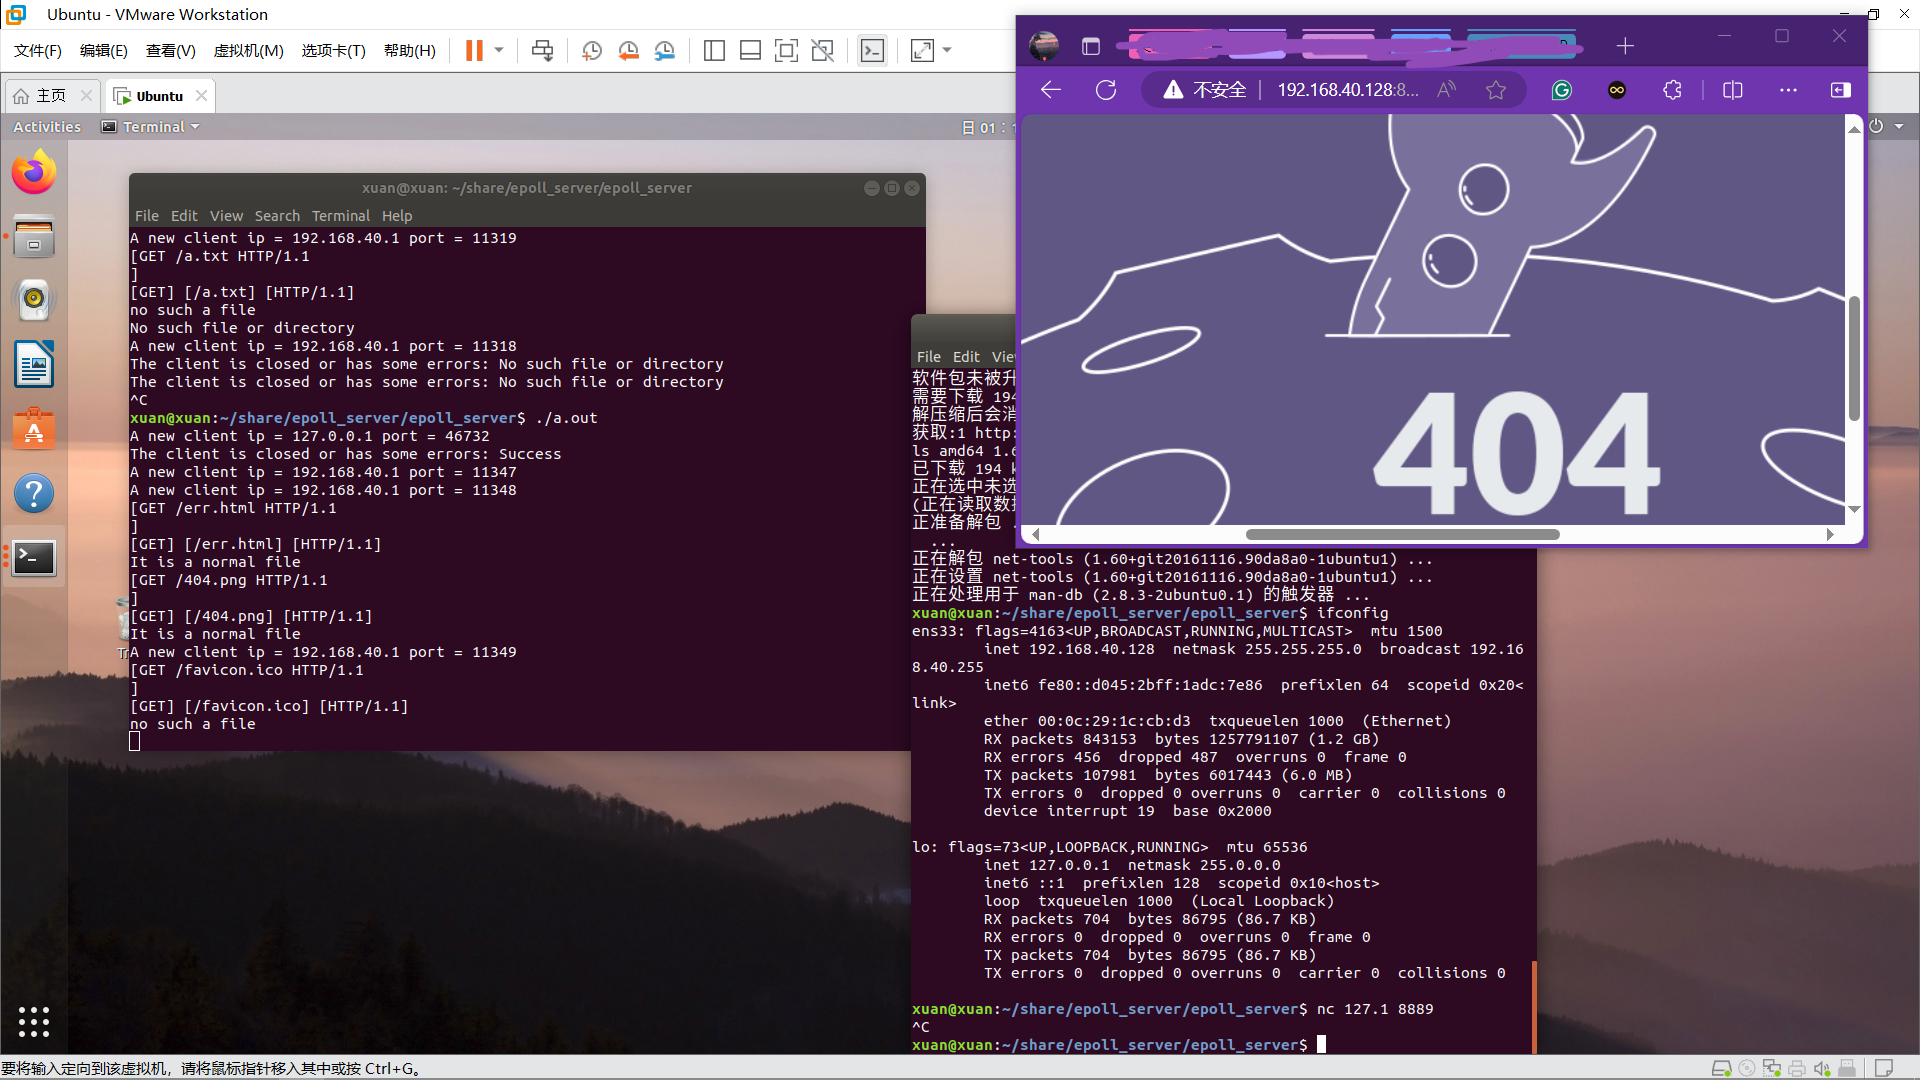 Ubuntu - VMware Workstation
文件(F) 编辑(E) 查看(V) 虚拟机(M) 选项卡(T) 帮助(H)
主页 Ubuntu
Activities Terminal 日 01 :
xuan@xuan: ~/share/epoll_server/epoll_server
File Edit View Search Terminal Help
A new client ip = 192.168.40.1 port = 11319
[GET /a.txt HTTP/1.1
]
[GET] [/a.txt] [HTTP/1.1]
no such a file
No such file or directory
A new client ip = 192.168.40.1 port = 11318
The client is closed or has some errors: No such file or directory
The client is closed or has some errors: No such file or directory
^C
xuan@xuan:~/share/epoll_server/epoll_server$ ./a.out
A new client ip = 127.0.0.1 port = 46732
The client is closed or has some errors: Success
A new client ip = 192.168.40.1 port = 11347
A new client ip = 192.168.40.1 port = 11348
[GET /err.html HTTP/1.1
]
[GET] [/err.html] [HTTP/1.1]
It is a normal file
[GET /404.png HTTP/1.1
]
[GET] [/404.png] [HTTP/1.1]
It is a normal file
A new client ip = 192.168.40.1 port = 11349
[GET /favicon.ico HTTP/1.1
]
[GET] [/favicon.ico] [HTTP/1.1]
no such a file
不安全 192.168.40.128:8...
404
File Edit
软件包未被升
需要下载 194
解压缩后会消
获取:1 http:
ls amd64 1.6
已下载 194 k
正在选中未选
(正在读取数据
正准备解包 .
...
正在解包 net-tools (1.60+git20161116.90da8a0-1ubuntu1) ...
正在设置 net-tools (1.60+git20161116.90da8a0-1ubuntu1) ...
正在处理用于 man-db (2.8.3-2ubuntu0.1) 的触发器 ...
xuan@xuan:~/share/epoll_server/epoll_server$ ifconfig
ens33: flags=4163<UP,BROADCAST,RUNNING,MULTICAST>  mtu 1500
inet 192.168.40.128  netmask 255.255.255.0  broadcast 192.16
8.40.255
inet6 fe80::d045:2bff:1adc:7e86  prefixlen 64  scopeid 0x20<
link>
ether 00:0c:29:1c:cb:d3  txqueuelen 1000  (Ethernet)
RX packets 843153  bytes 1257791107 (1.2 GB)
RX errors 456  dropped 487  overruns 0  frame 0
TX packets 107981  bytes 6017443 (6.0 MB)
TX errors 0  dropped 0 overruns 0  carrier 0  collisions 0
device interrupt 19  base 0x2000
lo: flags=73<UP,LOOPBACK,RUNNING>  mtu 65536
inet 127.0.0.1  netmask 255.0.0.0
inet6 ::1  prefixlen 128  scopeid 0x10<host>
loop  txqueuelen 1000  (Local Loopback)
RX packets 704  bytes 86795 (86.7 KB)
RX errors 0  dropped 0  overruns 0  frame 0
TX packets 704  bytes 86795 (86.7 KB)
TX errors 0  dropped 0 overruns 0  carrier 0  collisions 0
xuan@xuan:~/share/epoll_server/epoll_server$ nc 127.1 8889
^C
xuan@xuan:~/share/epoll_server/epoll_server$
要将输入定向到该虚拟机，请将鼠标指针移入其中或按 Ctrl+G。